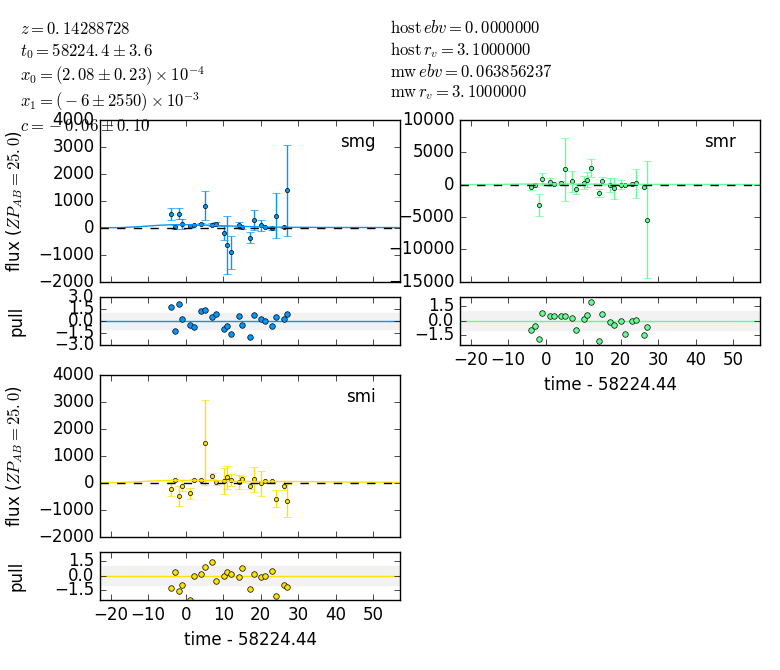 z = 0.14288728
t0 = 58224.4 ± 3.6
x0 = (2.08 ± 0.23) × 10^−4
x1 = (−6 ± 2550) × 10^−3
c = −0.06 ± 0.10
host ebv = 0.0000000
host rv = 3.1000000
mw ebv = 0.063856237
mw rv = 3.1000000
smg
4000
3000
2000
1000
0
−1000
−2000
flux (ZP_AB = 25.0)
3.0
1.5
0.0
−1.5
−3.0
pull
smr
10000
5000
0
−5000
−10000
−15000
1.5
0.0
−1.5
−20 −10 0 10 20 30 40 50
time - 58224.44
smi
4000
3000
2000
1000
0
−1000
−2000
flux (ZP_AB = 25.0)
1.5
0.0
−1.5
pull
−20 −10 0 10 20 30 40 50
time - 58224.44